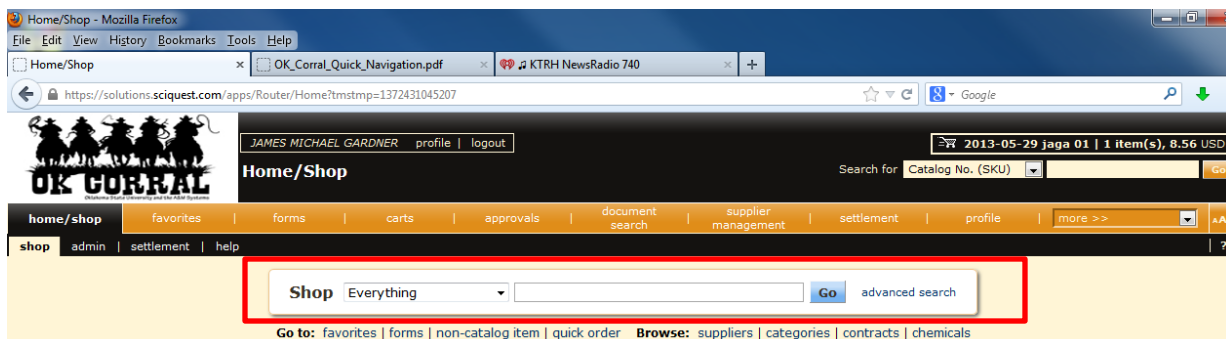 Home/Shop - Mozilla Firefox
File Edit View History Bookmarks Tools Help
Home/Shop × OK_Corral_Quick_Navigation.pdf × KTRH NewsRadio 740 × +
https://solutions.sciquest.com/apps/Router/Home?tmstmp=1372431045207 Google
OK CORRAL
Oklahoma State University and the A&M Systems
JAMES MICHAEL GARDNER profile | logout
2013-05-29 jaga 01 | 1 item(s), 8.56 USD
Home/Shop
Search for Catalog No. (SKU) Go
home/shop favorites | forms | carts | approvals | document search | supplier management | settlement | profile | more >> AA
shop admin | settlement | help | ?
Shop Everything Go advanced search
Go to: favorites | forms | non-catalog item | quick order Browse: suppliers | categories | contracts | chemicals